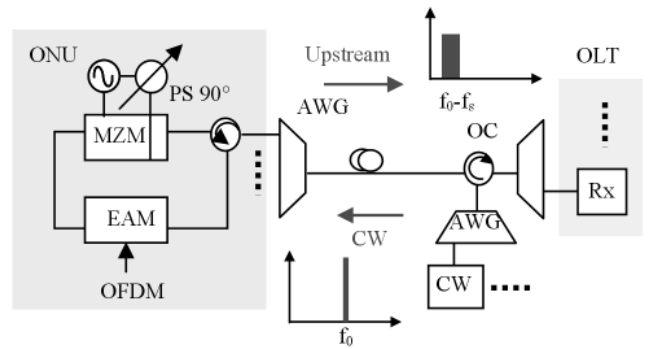 ONU
Upstream
OLT
PS 90°
AWG
f₀-fₛ
MZM
OC
Rx
EAM
AWG
CW
OFDM
CW
f₀